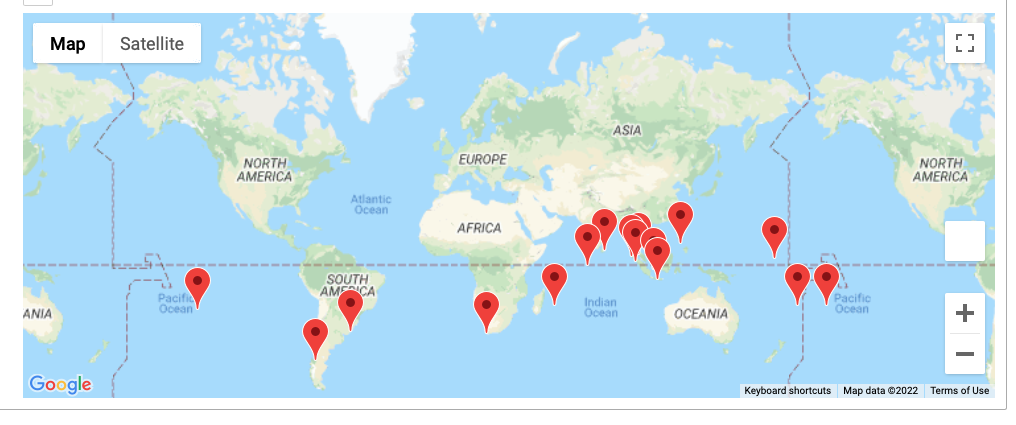 Map
Satellite
ASIA
NORTH
AMERICA
EUROPE
NORTH
AMERICA
Atlantic
Ocean
AFRICA
SOUTH
AMERICA
Pacific
Ocean
Indian
Ocean
Pacific
Ocean
ANIA
OCEANIA
Google
Keyboard shortcuts
Map data ©2022
Terms of Use